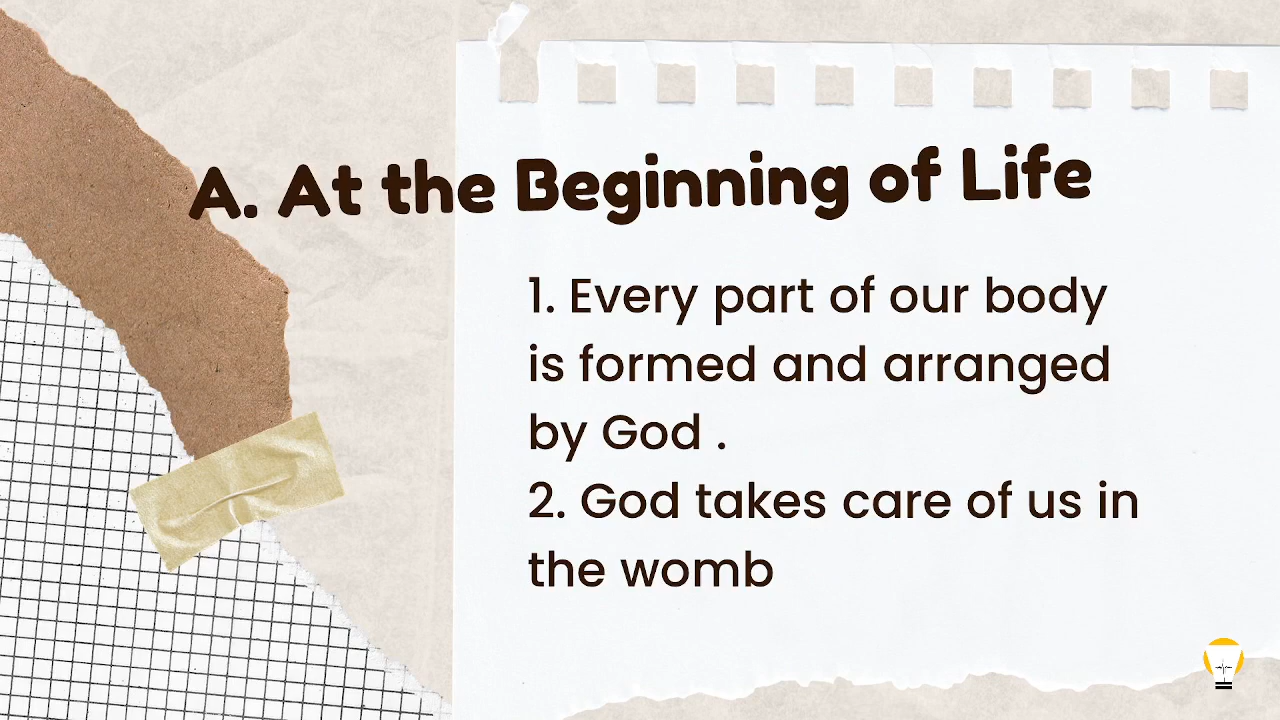 A. At the Beginning of Life
1. Every part of our body
is formed and arranged
by God .
2. God takes care of us in
the womb